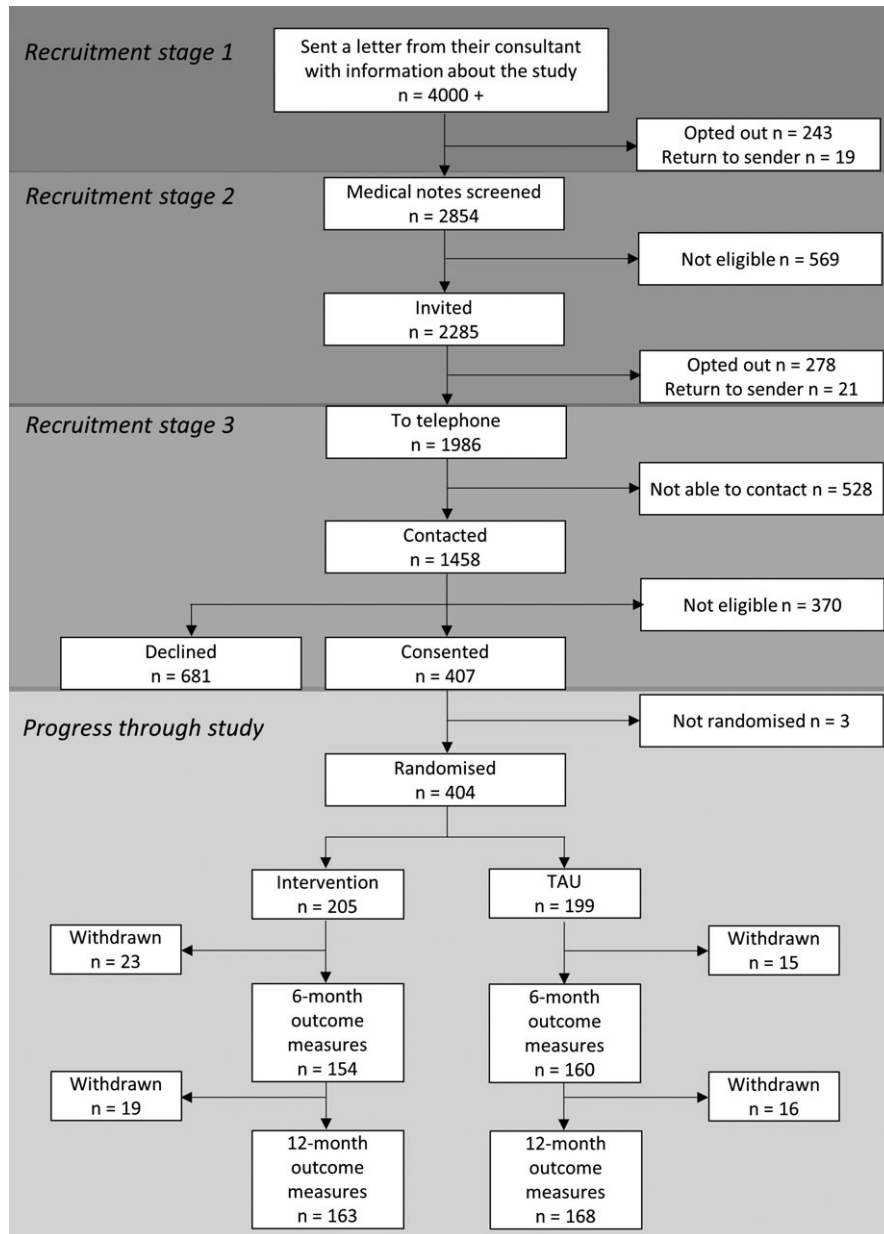 Recruitment stage 1
Sent a letter from their consultant
with information about the study
n = 4000 +
Opted out n = 243
Return to sender n = 19
Recruitment stage 2
Medical notes screened
n = 2854
Not eligible n = 569
Invited
n = 2285
Opted out n = 278
Return to sender n = 21
Recruitment stage 3
To telephone
n = 1986
Not able to contact n = 528
Contacted
n = 1458
Not eligible n = 370
Declined
n = 681
Consented
n = 407
Progress through study
Not randomised n = 3
Randomised
n = 404
Intervention
n = 205
TAU
n = 199
Withdrawn
n = 23
Withdrawn
n = 15
6-month
outcome
measures
n = 154
6-month
outcome
measures
n = 160
Withdrawn
n = 19
Withdrawn
n = 16
12-month
outcome
measures
n = 163
12-month
outcome
measures
n = 168